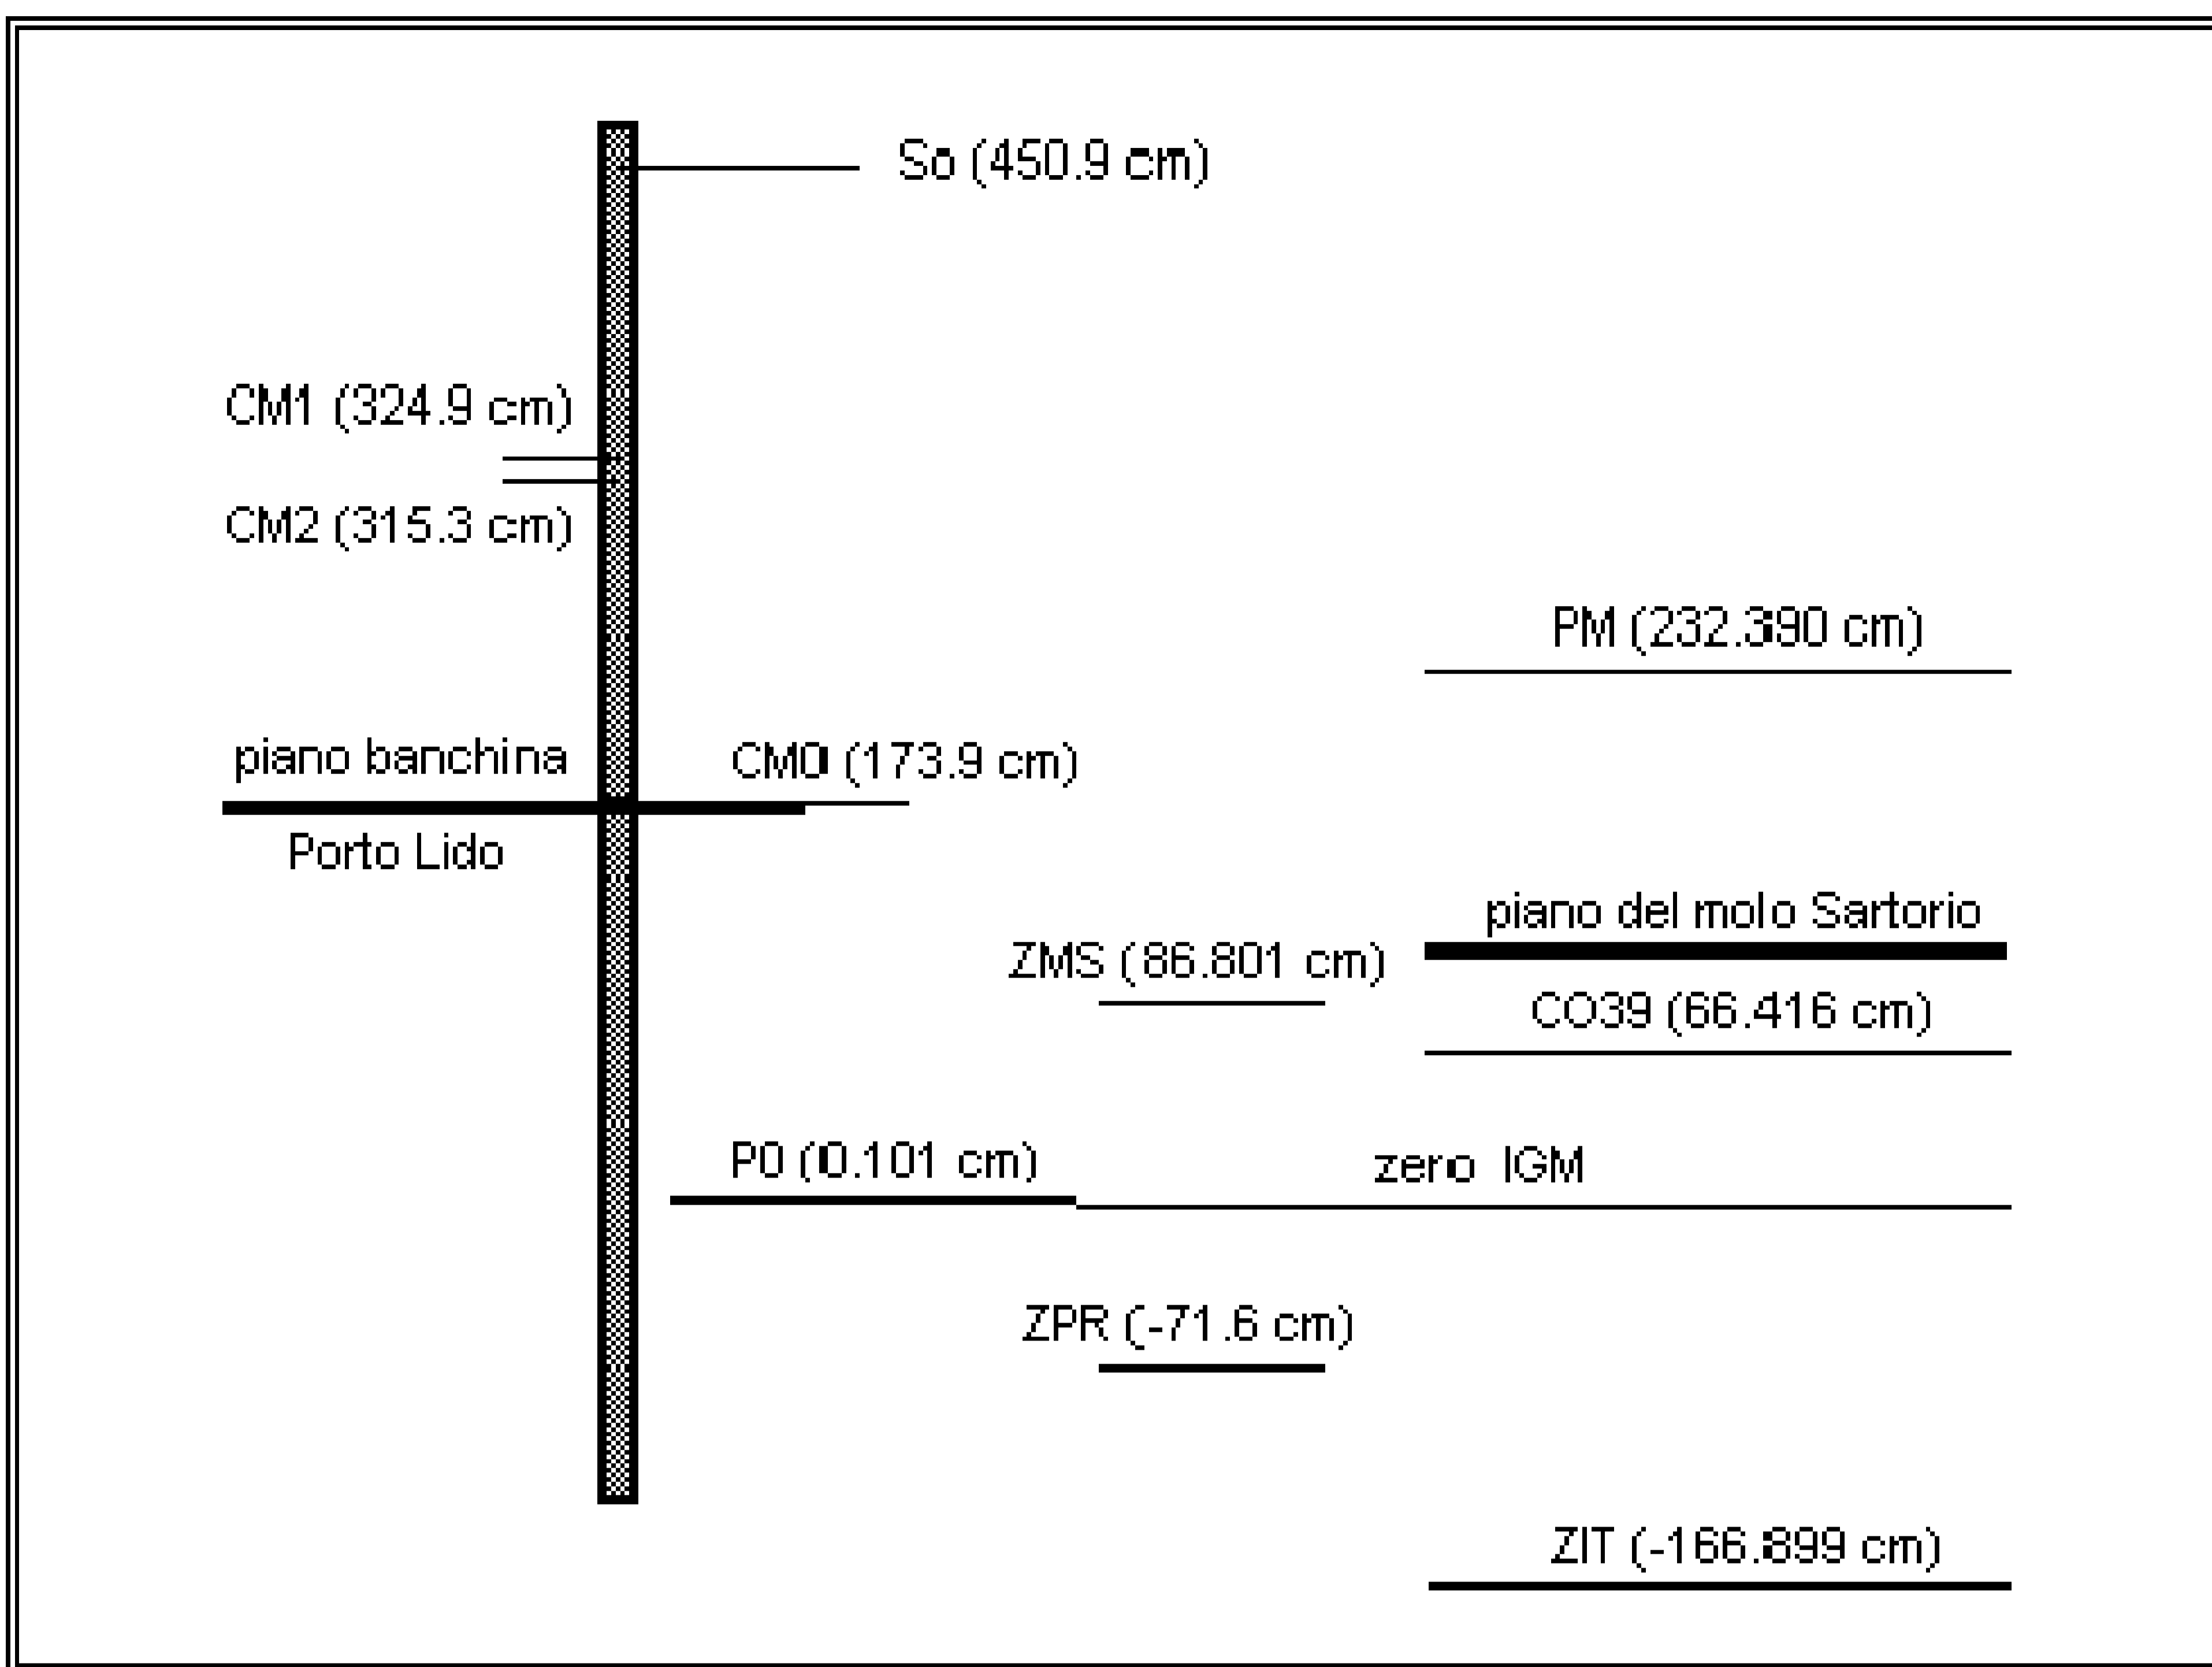 So (450.9 cm)
CM1 (324.9 cm)
CM2 (315.3 cm)
PM (232.390 cm)
piano banchina
CM0 (173.9 cm)
Porto Lido
piano del molo Sartorio
ZMS (86.801 cm)
CO39 (66.416 cm)
P0 (0.101 cm)
zero IGM
ZPR (-71.6 cm)
ZIT (-166.899 cm)